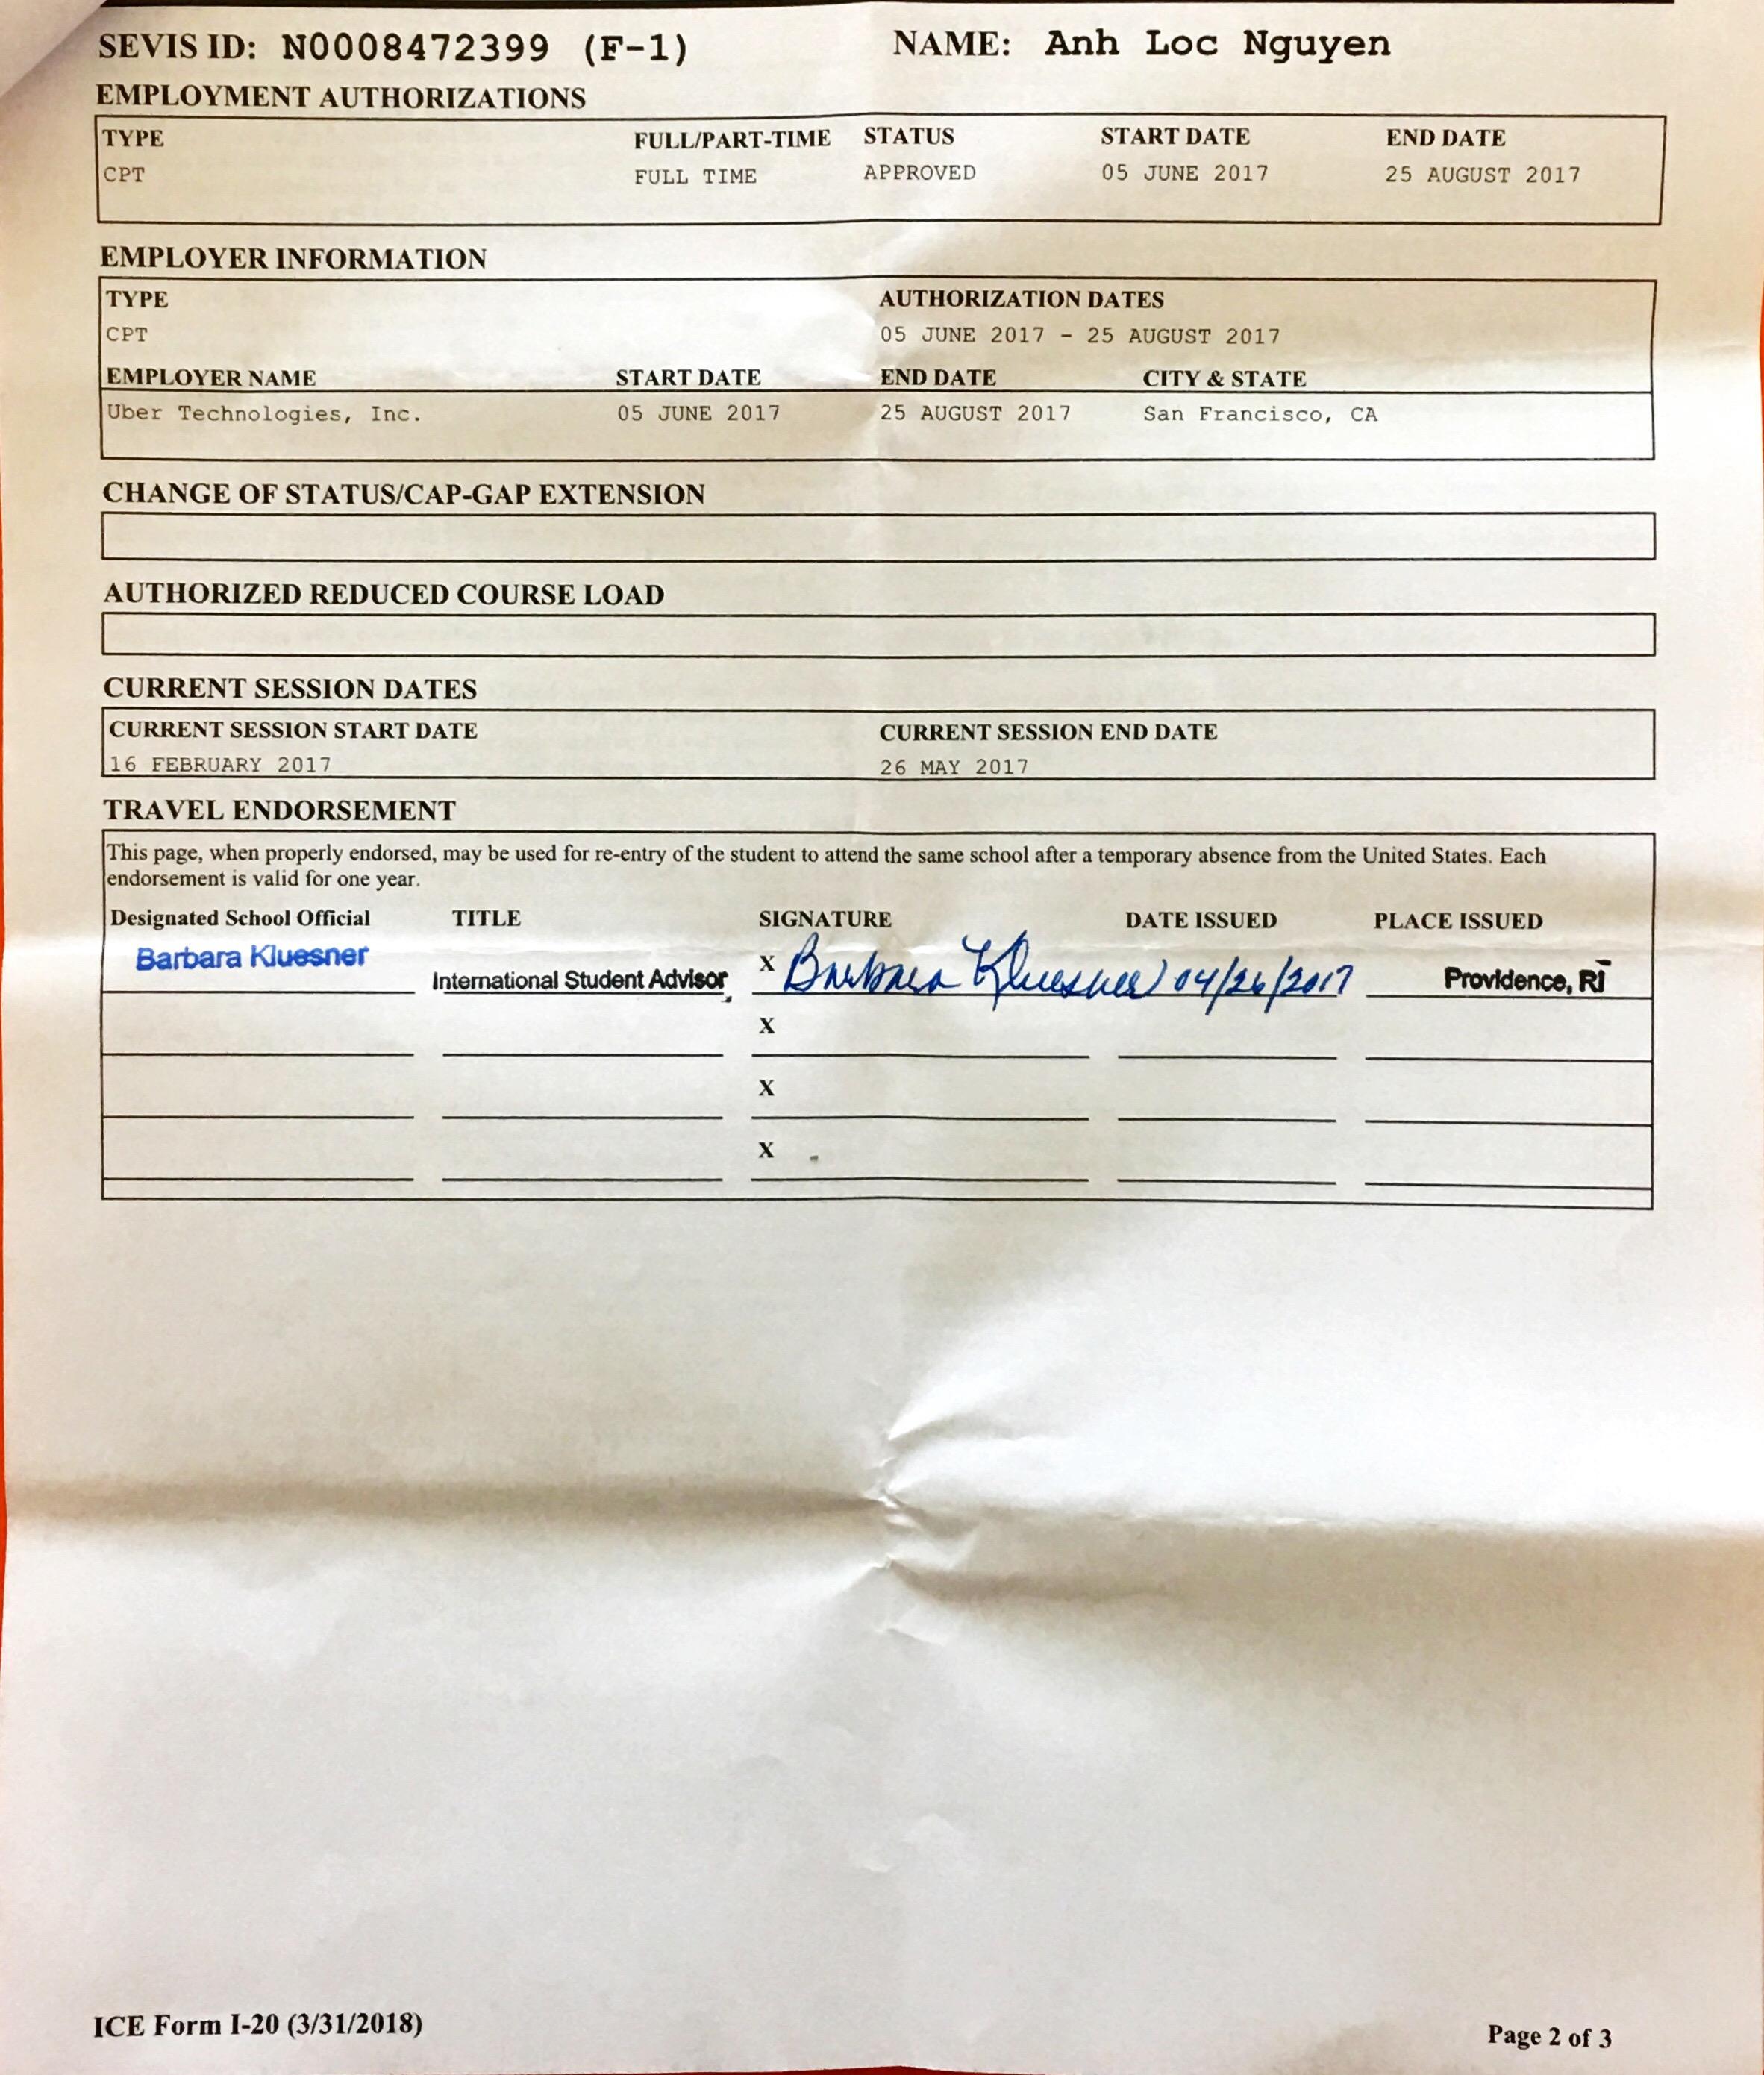 SEVIS ID: N0008472399 (F-1) NAME: Anh Loc Nguyen
EMPLOYMENT AUTHORIZATIONS
TYPE FULL/PART-TIME STATUS START DATE END DATE
CPT FULL TIME APPROVED 05 JUNE 2017 25 AUGUST 2017
EMPLOYER INFORMATION
TYPE AUTHORIZATION DATES
CPT 05 JUNE 2017 - 25 AUGUST 2017
EMPLOYER NAME START DATE END DATE CITY & STATE
Uber Technologies, Inc. 05 JUNE 2017 25 AUGUST 2017 San Francisco, CA
CHANGE OF STATUS/CAP-GAP EXTENSION
AUTHORIZED REDUCED COURSE LOAD
CURRENT SESSION DATES
CURRENT SESSION START DATE CURRENT SESSION END DATE
16 FEBRUARY 2017 26 MAY 2017
TRAVEL ENDORSEMENT
This page, when properly endorsed, may be used for re-entry of the student to attend the same school after a temporary absence from the United States. Each
endorsement is valid for one year.
Designated School Official TITLE SIGNATURE DATE ISSUED PLACE ISSUED
Barbara Kluesner International Student Advisor X Barbara Kluesner 04/26/2017 Providence, RI
X
X
X
ICE Form I-20 (3/31/2018) Page 2 of 3